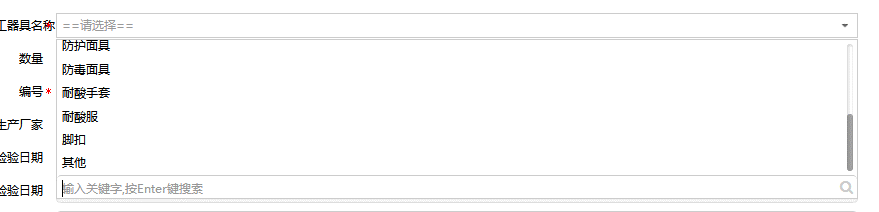 工器具名称 ==请选择==
防护面具
数量
防毒面具
编号* 耐酸手套
耐酸服
生产厂家
脚扣
检验日期 其他
检验日期 输入关键字,按Enter键搜索